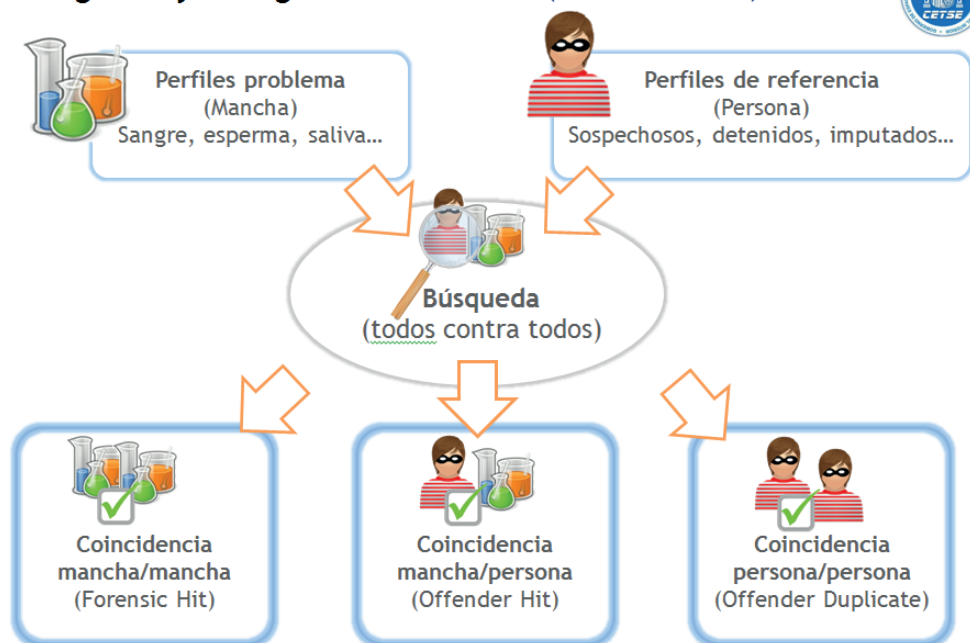 CETSE
Perfiles problema
(Mancha)
Sangre, esperma, saliva…
Perfiles de referencia
(Persona)
Sospechosos, detenidos, imputados…
Búsqueda
(todos contra todos)
Coincidencia
mancha/mancha
(Forensic Hit)
Coincidencia
mancha/persona
(Offender Hit)
Coincidencia
persona/persona
(Offender Duplicate)